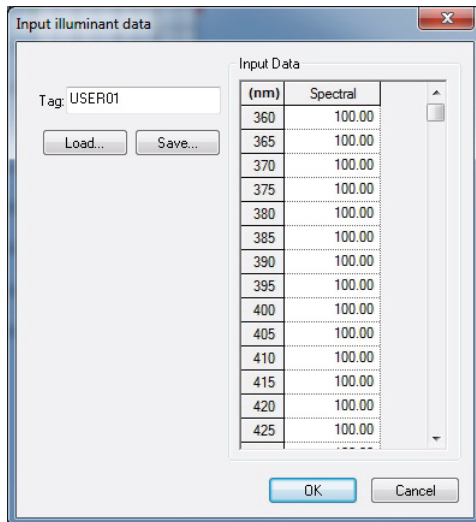 Input illuminant data
Input Data
Tag: USER01
Load... Save...
(nm) Spectral
360 100.00
365 100.00
370 100.00
375 100.00
380 100.00
385 100.00
390 100.00
395 100.00
400 100.00
405 100.00
410 100.00
415 100.00
420 100.00
425 100.00
OK Cancel